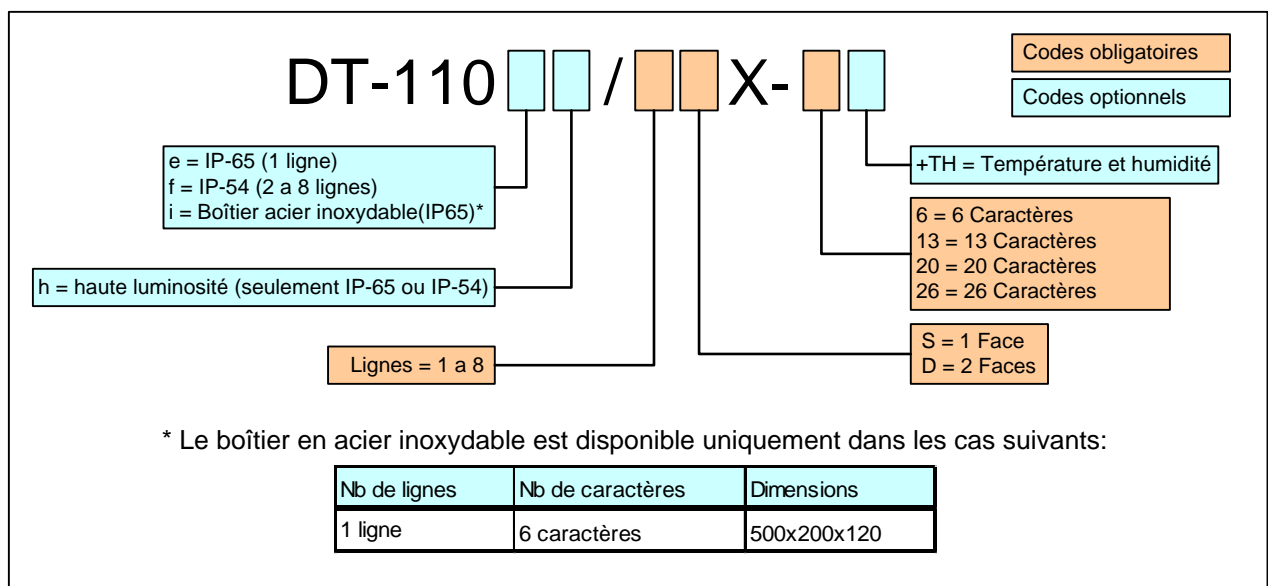 DT-110 / X-
Codes obligatoires
Codes optionnels
e = IP-65 (1 ligne)
f = IP-54 (2 a 8 lignes)
i = Boîtier acier inoxydable(IP65)*
+TH = Température et humidité
6 = 6 Caractères
13 = 13 Caractères
20 = 20 Caractères
26 = 26 Caractères
h = haute luminosité (seulement IP-65 ou IP-54)
Lignes = 1 a 8
S = 1 Face
D = 2 Faces
* Le boîtier en acier inoxydable est disponible uniquement dans les cas suivants:
Nb de lignes Nb de caractères Dimensions
1 ligne 6 caractères 500x200x120